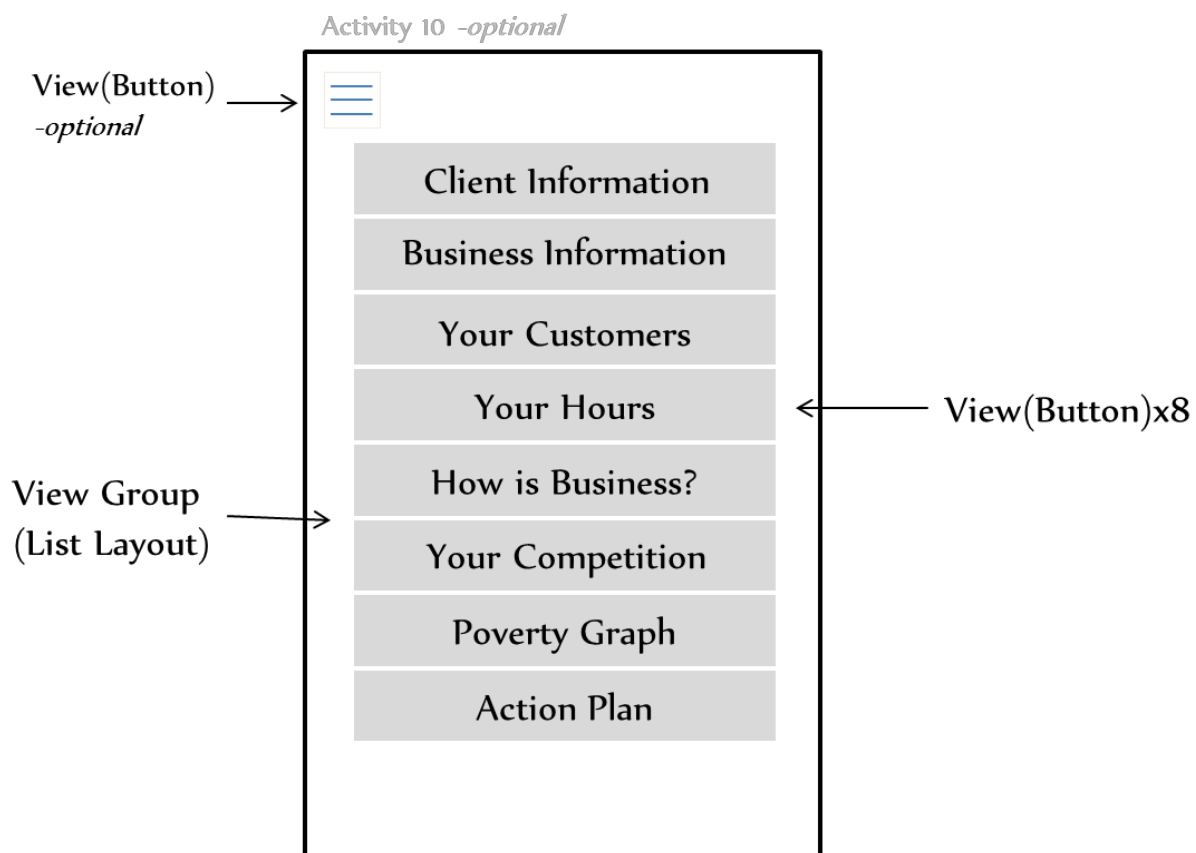 Activity 10 -optional
View(Button)
-optional
Client Information
Business Information
Your Customers
Your Hours
View(Button)x8
How is Business?
View Group
(List Layout)
Your Competition
Poverty Graph
Action Plan